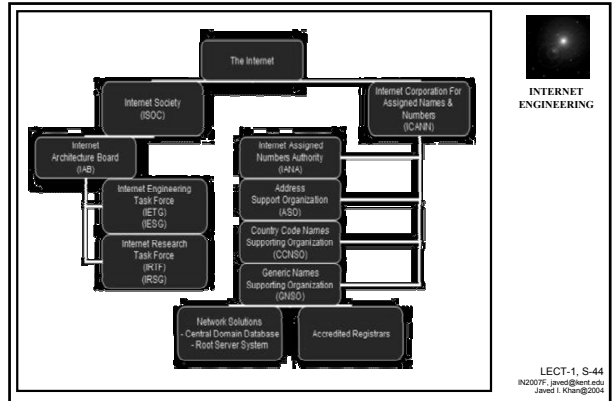 The Internet
Internet Society
(ISOC)
Internet Corporation For
Assigned Names &
Numbers
(ICANN)
Internet
Architecture Board
(IAB)
Internet Engineering
Task Force
(IETG)
(IESG)
Internet Research
Task Force
(IRTF)
(IRSG)
Internet Assigned
Numbers Authority
(IANA)
Address
Support Organization
(ASO)
Country Code Names
Supporting Organization
(CCNSO)
Generic Names
Supporting Organization
(GNSO)
Network Solutions
- Central Domain Database
- Root Server System
Accredited Registrars
INTERNET
ENGINEERING
LECT-1, S-44
IN2007F, javed@kent.edu
Javed I. Khan@2004